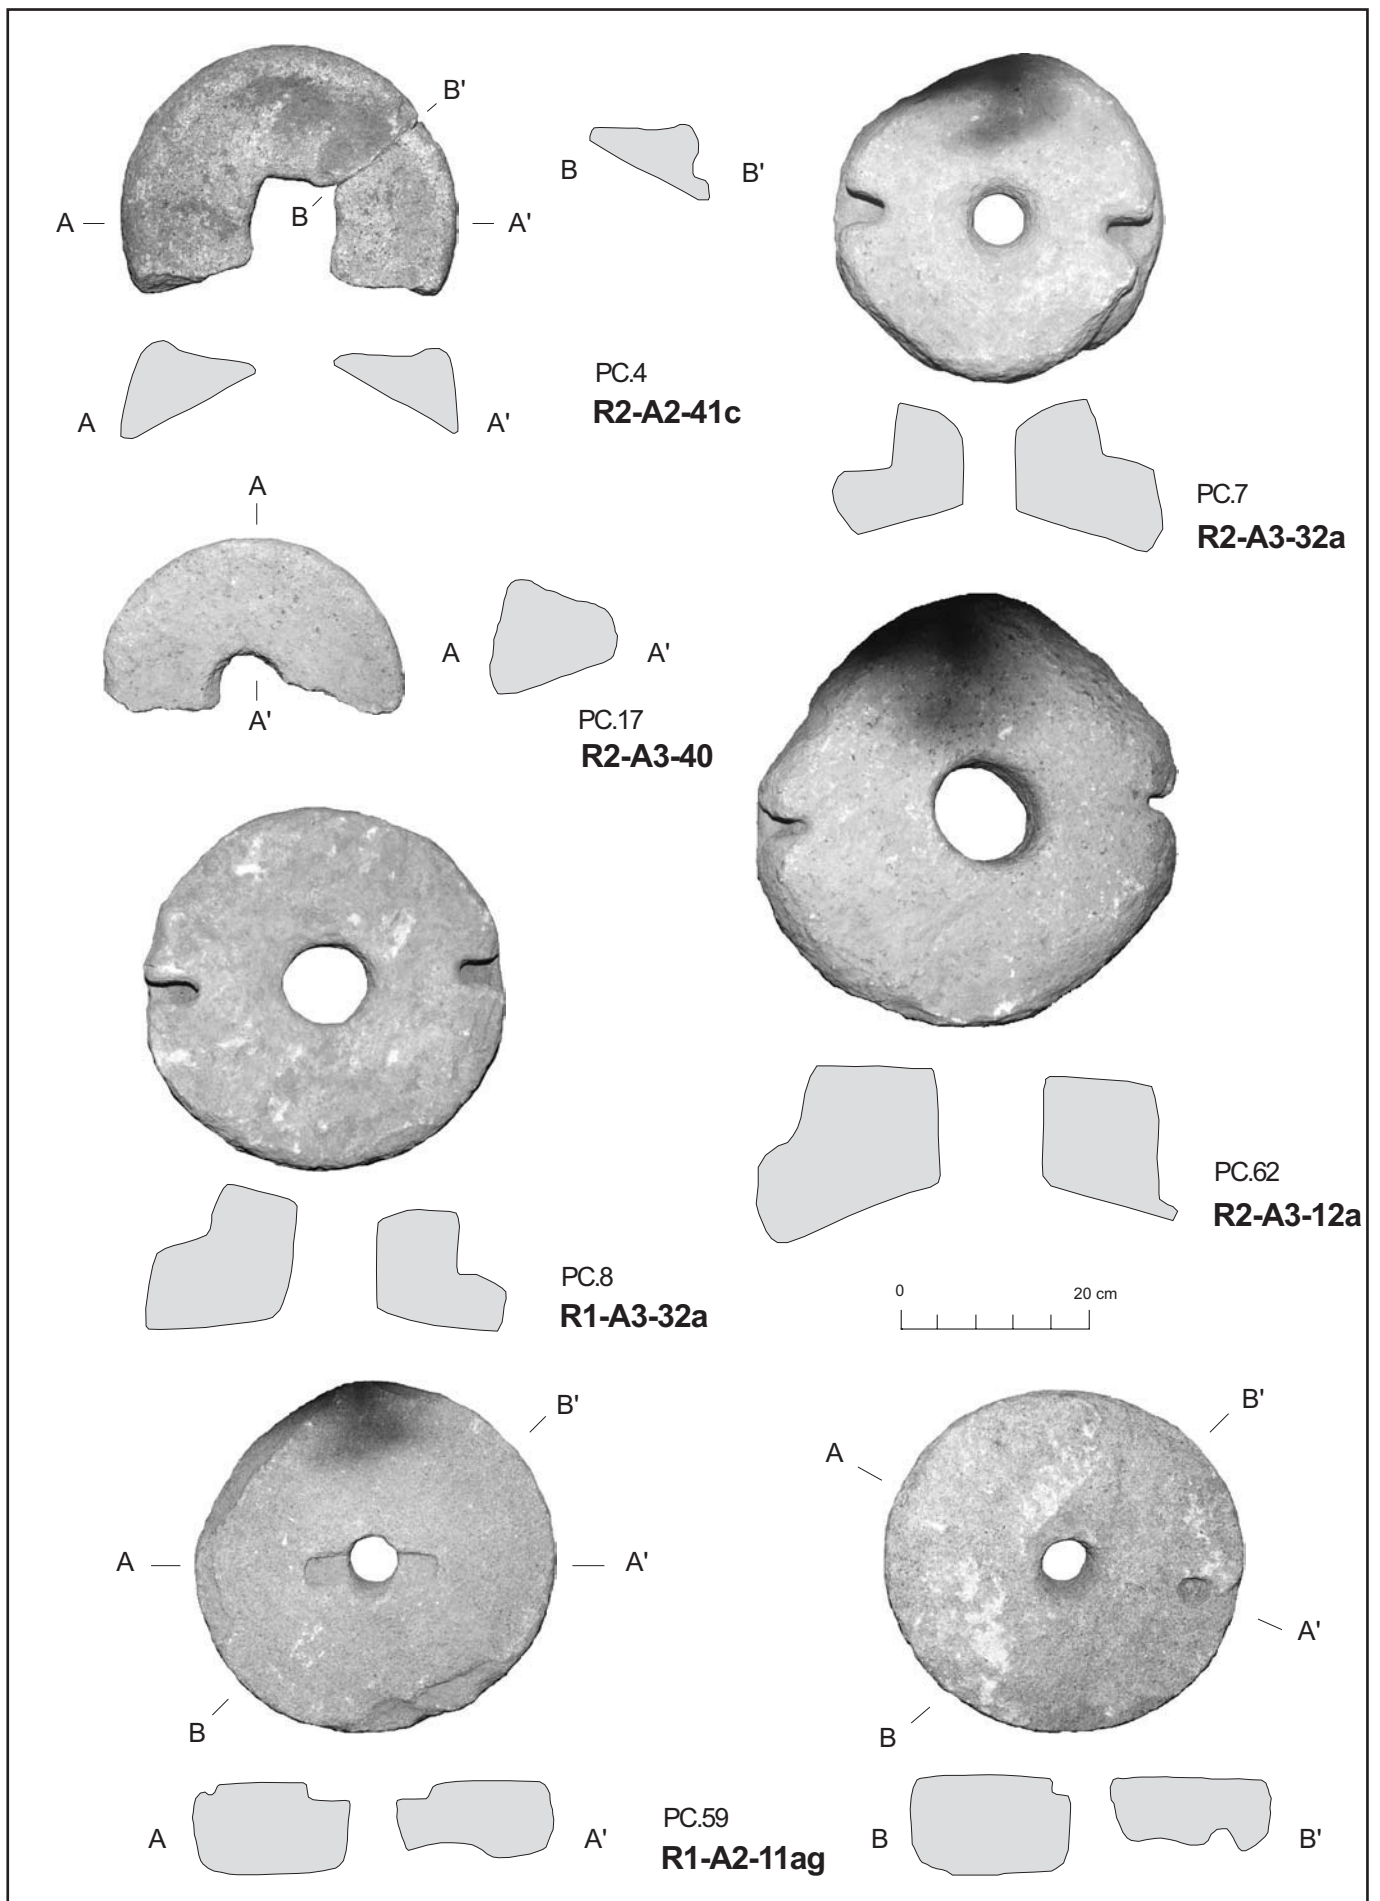 B'
A
B
A'
B
B'
A
A'
PC.4
R2-A2-41c
PC.7
R2-A3-32a
A
A'
A
A'
PC.17
R2-A3-40
PC.62
R2-A3-12a
PC.8
R1-A3-32a
0 20 cm
B'
A
A'
B
B'
A
A'
B
A
A'
PC.59
R1-A2-11ag
B
B'